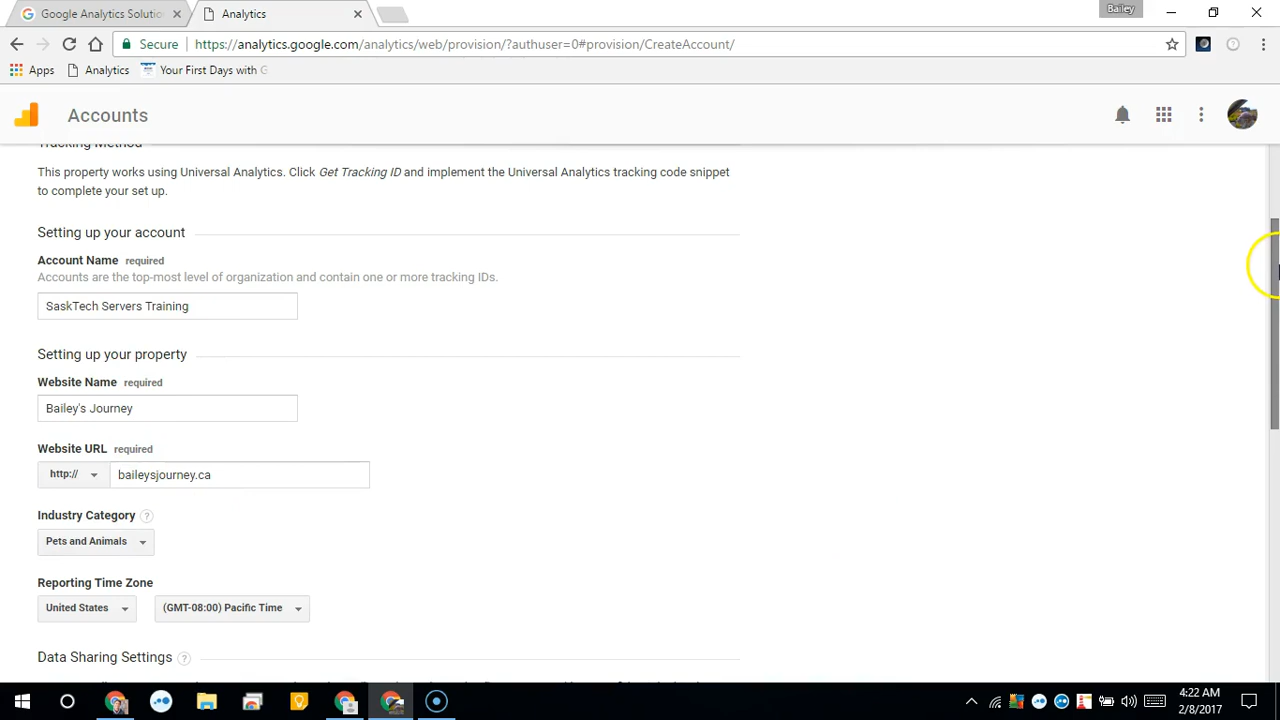 Google Analytics Solutio
Analytics
Bailey
Secure
https://analytics.google.com/analytics/web/provision/?authuser=0#provision/CreateAccount/
Apps
Analytics
Your First Days with G
Accounts
Tracking Method
This property works using Universal Analytics. Click Get Tracking ID and implement the Universal Analytics tracking code snippet
to complete your set up.
Setting up your account
Account Name required
Accounts are the top-most level of organization and contain one or more tracking IDs.
SaskTech Servers Training
Setting up your property
Website Name required
Bailey's Journey
Website URL required
http://
baileysjourney.ca
Industry Category ?
Pets and Animals
Reporting Time Zone
United States
(GMT-08:00) Pacific Time
Data Sharing Settings ?
4:22 AM
2/8/2017